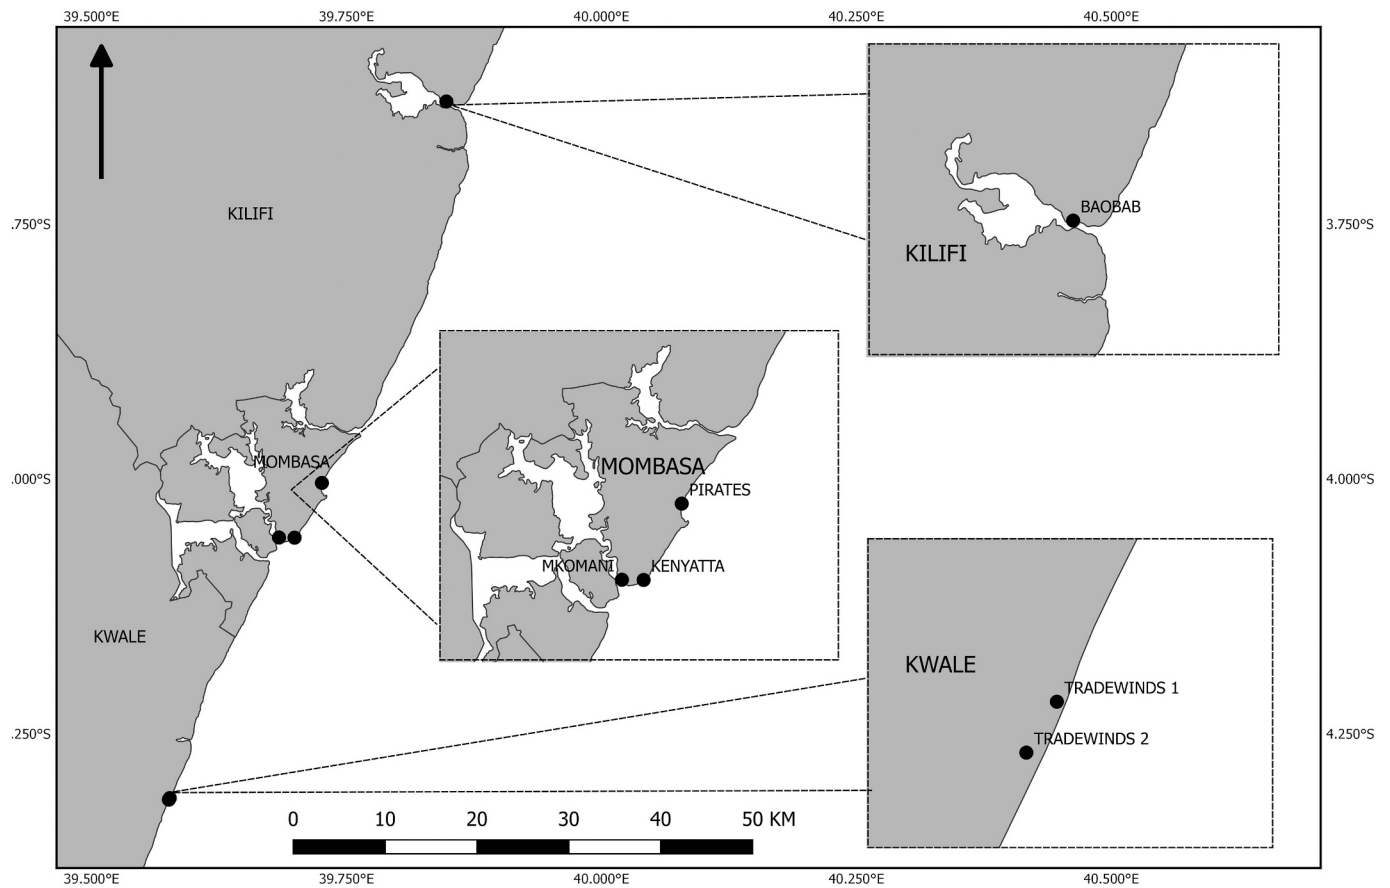 39.500°E 39.750°E 40.000°E 40.250°E 40.500°E
BAOBAB
KILIFI
.750°S 3.750°S
KILIFI
MOMBASA
MOMBASA
.000°S 4.000°S
PIRATES
MKOMANI KENYATTA
KWALE
KWALE
TRADEWINDS 1
.250°S TRADEWINDS 2 4.250°S
0 10 20 30 40 50 KM
39.500°E 39.750°E 40.000°E 40.250°E 40.500°E